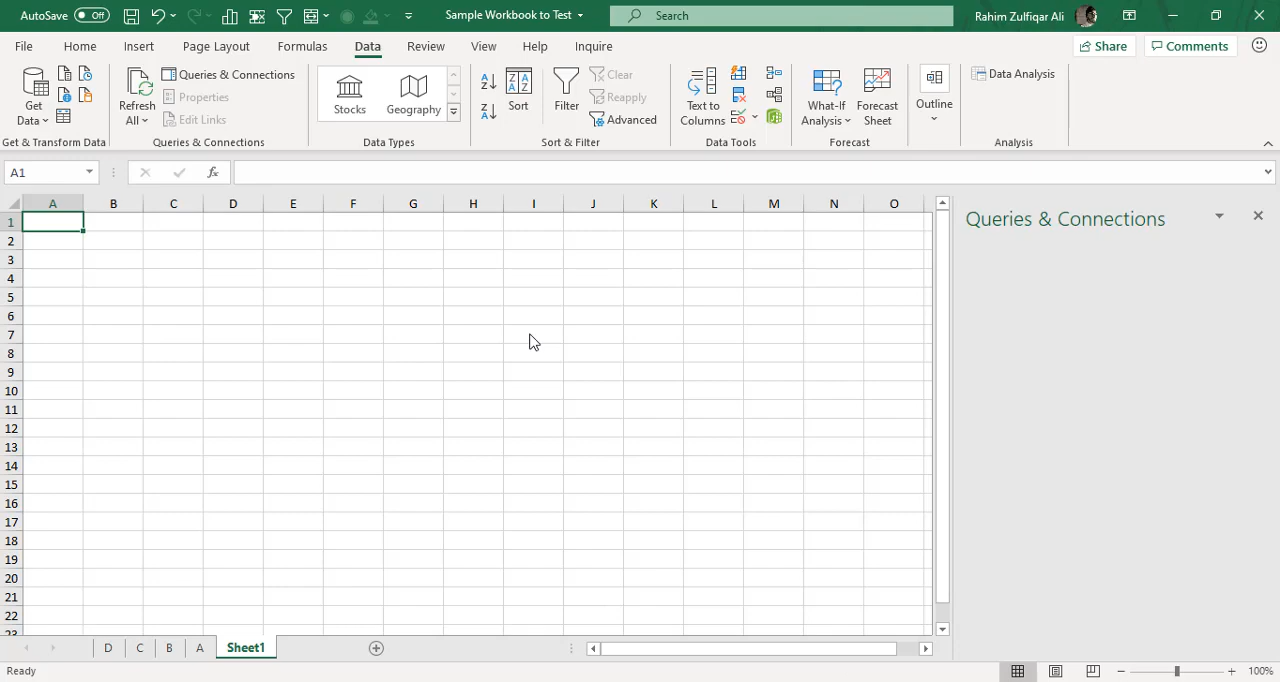 AutoSave Off Sample Workbook to Test Search Rahim Zulfiqar Ali
File Home Insert Page Layout Formulas Data Review View Help Inquire Share Comments
Get Data
Get & Transform Data
Refresh All
Queries & Connections
Properties
Edit Links
Queries & Connections
Stocks Geography
Data Types
Sort
Filter
Clear
Reapply
Advanced
Sort & Filter
Text to Columns
Data Tools
What-If Analysis
Forecast Sheet
Forecast
Outline
Data Analysis
Analysis
A1 fx
A B C D E F G H I J K L M N O
Queries & Connections
1
2
3
4
5
6
7
8
9
10
11
12
13
14
15
16
17
18
19
20
21
22
23
D C B A Sheet1
Ready 100%